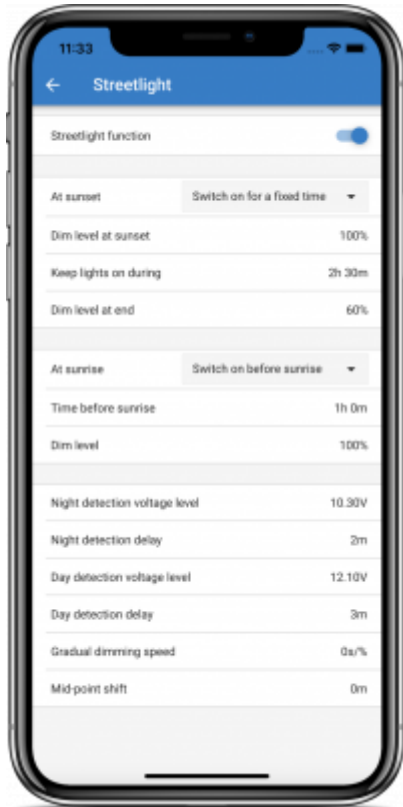 11:33
Streetlight
Streetlight function
At sunset Switch on for a fixed time
Dim level at sunset 100%
Keep lights on during 2h 30m
Dim level at end 60%
At sunrise Switch on before sunrise
Time before sunrise 1h 0m
Dim level 100%
Night detection voltage level 10.30V
Night detection delay 2m
Day detection voltage level 12.10V
Day detection delay 3m
Gradual dimming speed 0s/%
Mid-point shift 0m